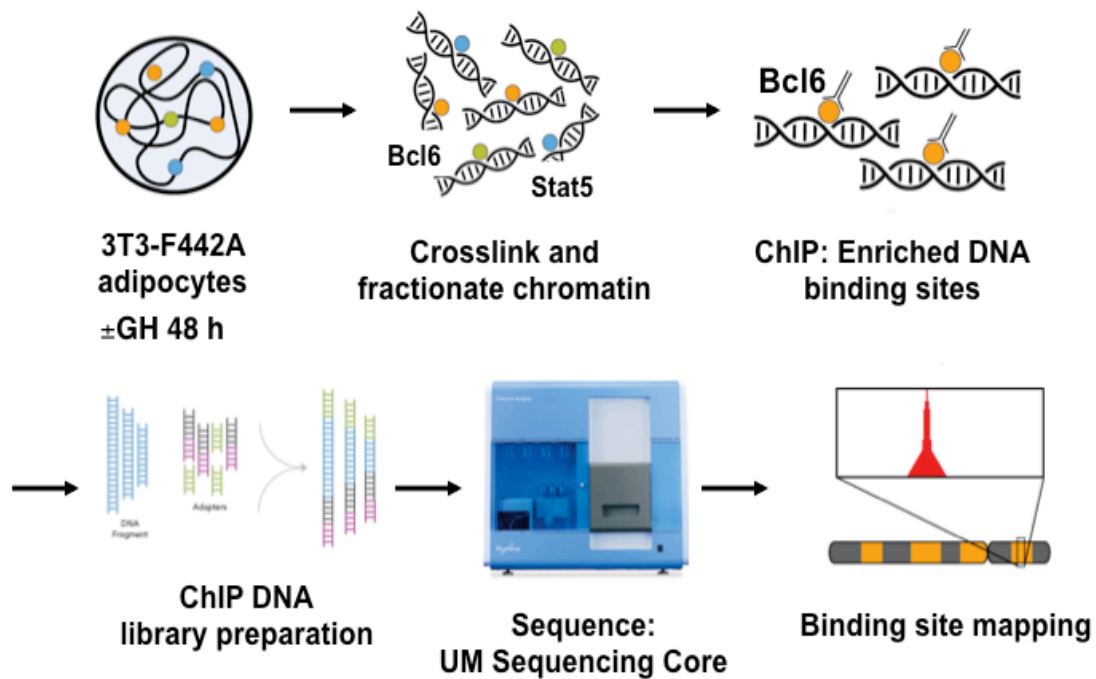 Bcl6
Stat5
Bcl6
3T3-F442A
adipocytes
±GH 48 h
Crosslink and
fractionate chromatin
ChIP: Enriched DNA
binding sites
DNA
Fragment
Adapters
ChIP DNA
library preparation
Sequence:
UM Sequencing Core
Binding site mapping